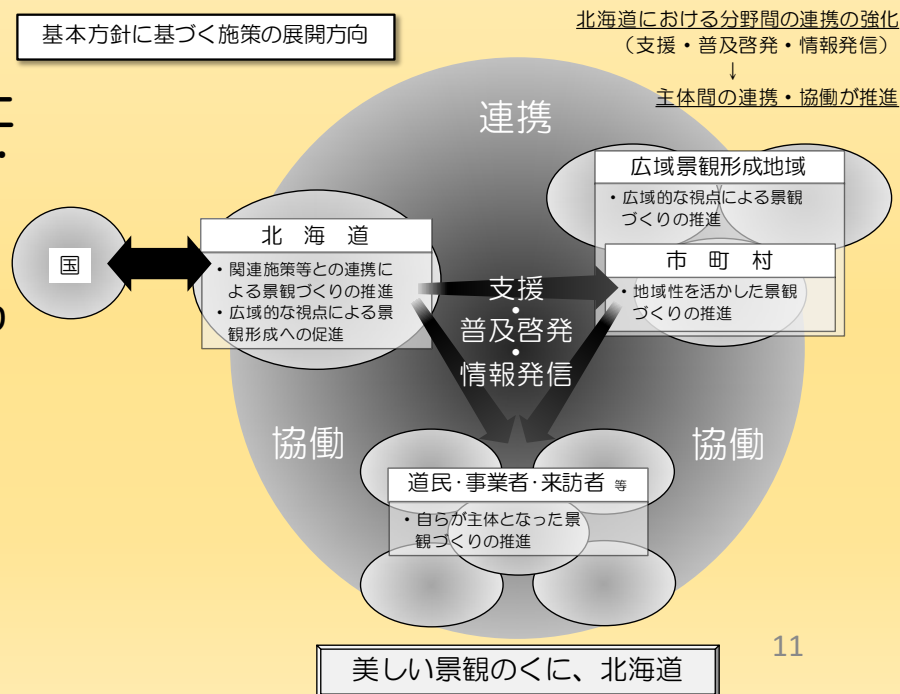 基本方針に基づく施策の展開方向
北海道における分野間の連携の強化
（支援・普及啓発・情報発信）
↓
主体間の連携・協働が推進
連携
広域景観形成地域
・広域的な視点による景観
づくりの推進
市 町 村
・地域性を活かした景観
づくりの推進
国
北 海 道
・関連施策等との連携に
よる景観づくりの推進
・広域的な視点による景
観形成への促進
支援
・
普及啓発
・
情報発信
協働
協働
道民・事業者・来訪者 等
・自らが主体となった景
観づくりの推進
美しい景観のくに、北海道
11